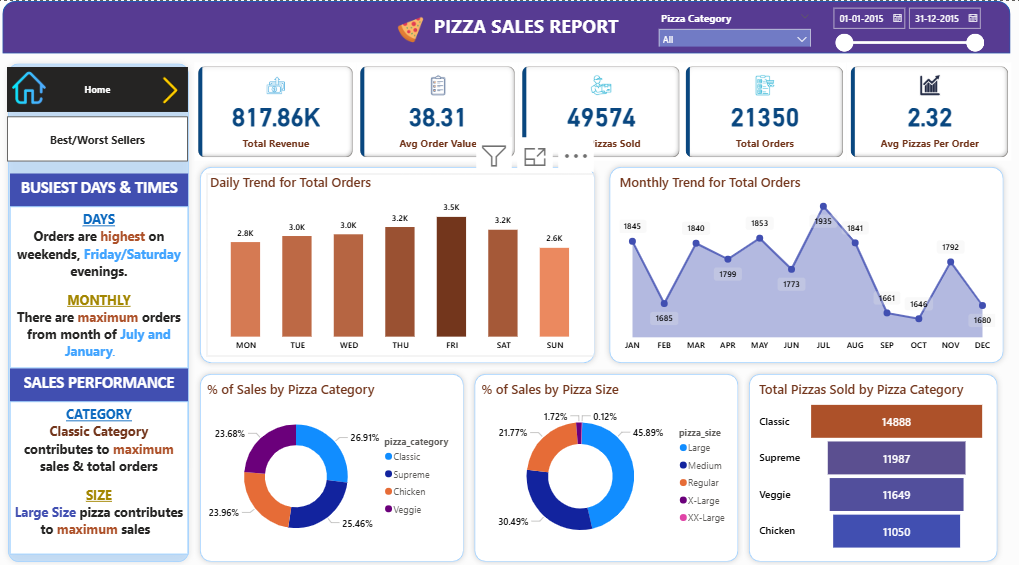 PIZZA SALES REPORT
Pizza Category
All
01-01-2015
31-12-2015
Home
Best/Worst Sellers
BUSIEST DAYS & TIMES
DAYS
Orders are highest on
weekends, Friday/Saturday
evenings.
MONTHLY
There are maximum orders
from month of July and
January.
SALES PERFORMANCE
CATEGORY
Classic Category
contributes to maximum
sales & total orders
SIZE
Large Size pizza contributes
to maximum sales
817.86K
Total Revenue
38.31
Avg Order Value
49574
izzas Sold
21350
Total Orders
2.32
Avg Pizzas Per Order
Daily Trend for Total Orders
2.8K
3.0K
3.0K
3.2K
3.5K
3.2K
2.6K
MON
TUE
WED
THU
FRI
SAT
SUN
Monthly Trend for Total Orders
1845
1685
1840
1799
1853
1773
1935
1841
1661
1646
1792
1680
JAN
FEB
MAR
APR
MAY
JUN
JUL
AUG
SEP
OCT
NOV
DEC
% of Sales by Pizza Category
23.68%
26.91%
23.96%
25.46%
pizza_category
Classic
Supreme
Chicken
Veggie
% of Sales by Pizza Size
1.72%
0.12%
21.77%
45.89%
30.49%
pizza_size
Large
Medium
Regular
X-Large
XX-Large
Total Pizzas Sold by Pizza Category
Classic
14888
Supreme
11987
Veggie
11649
Chicken
11050